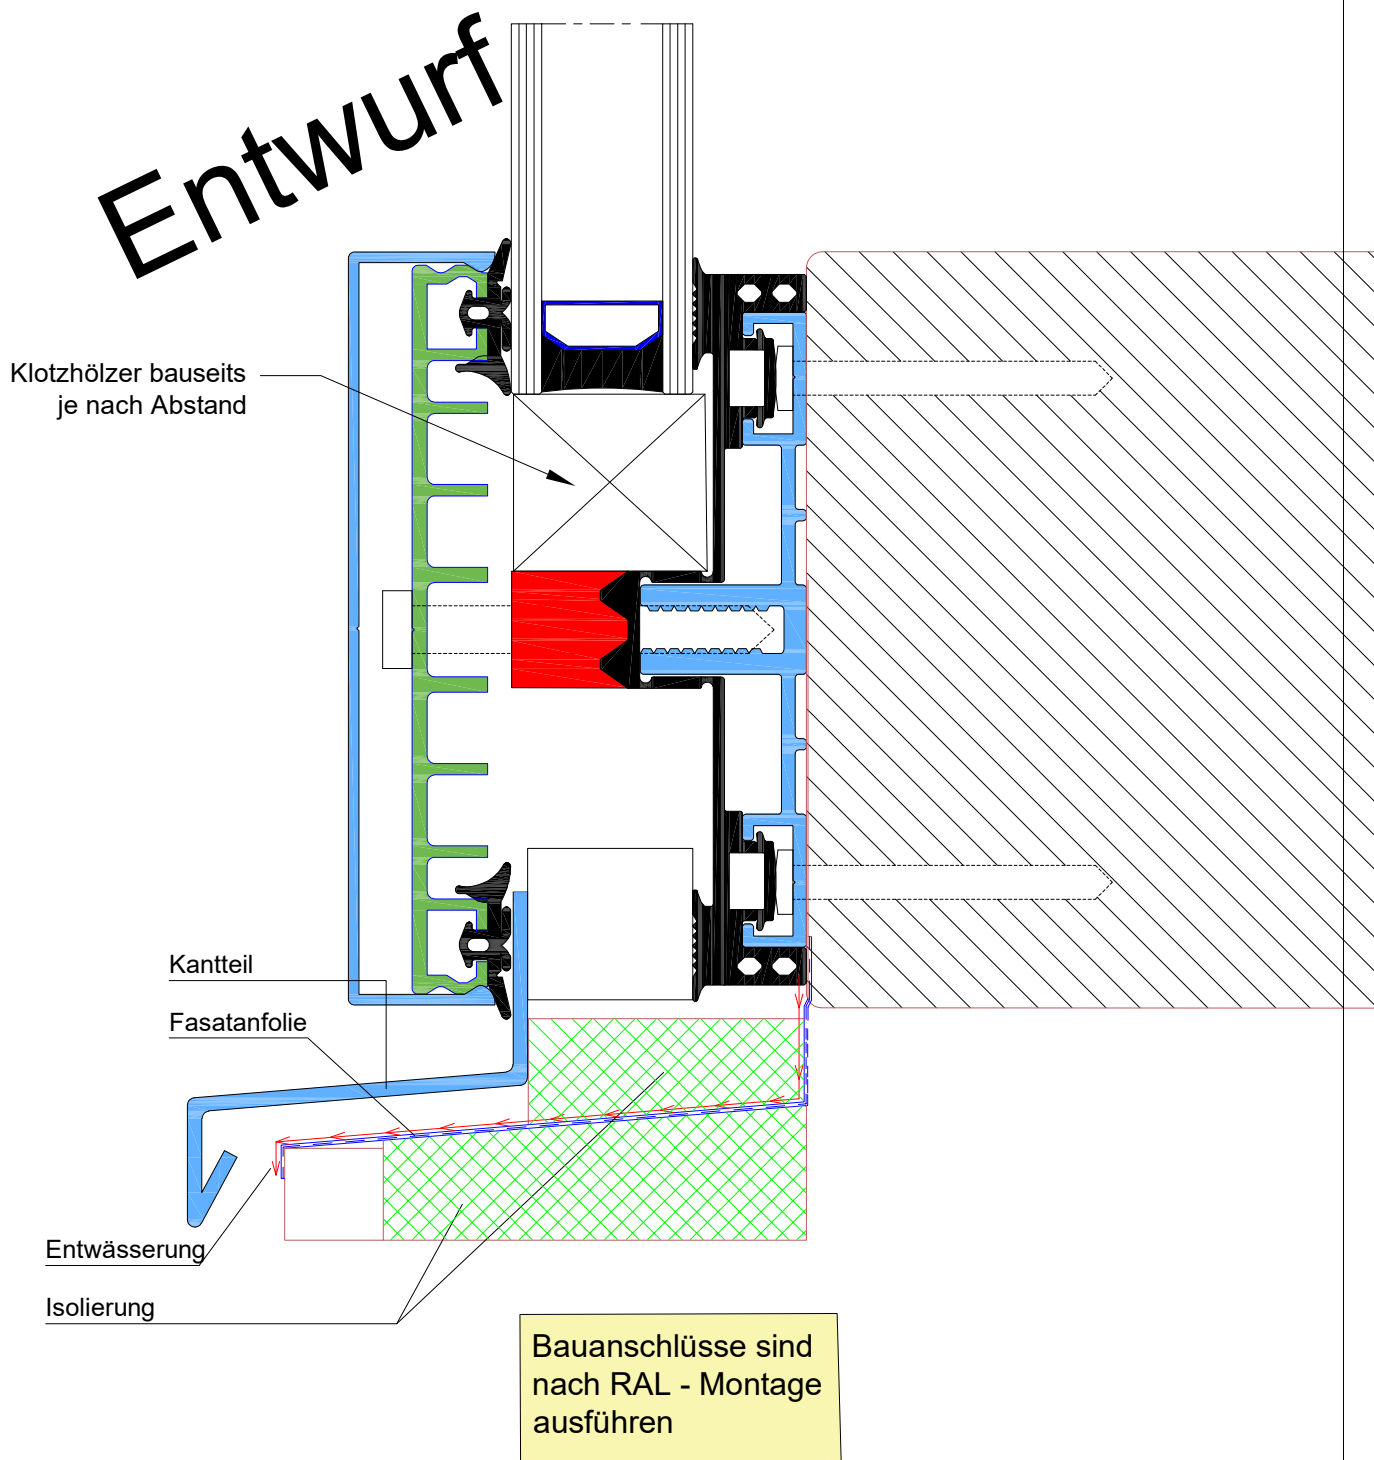 Entwurf
Klotzhölzer bauseits
je nach Abstand
Kantteil
Fasatanfolie
Entwässerung
Isolierung
Bauanschlüsse sind
nach RAL - Montage
ausführen